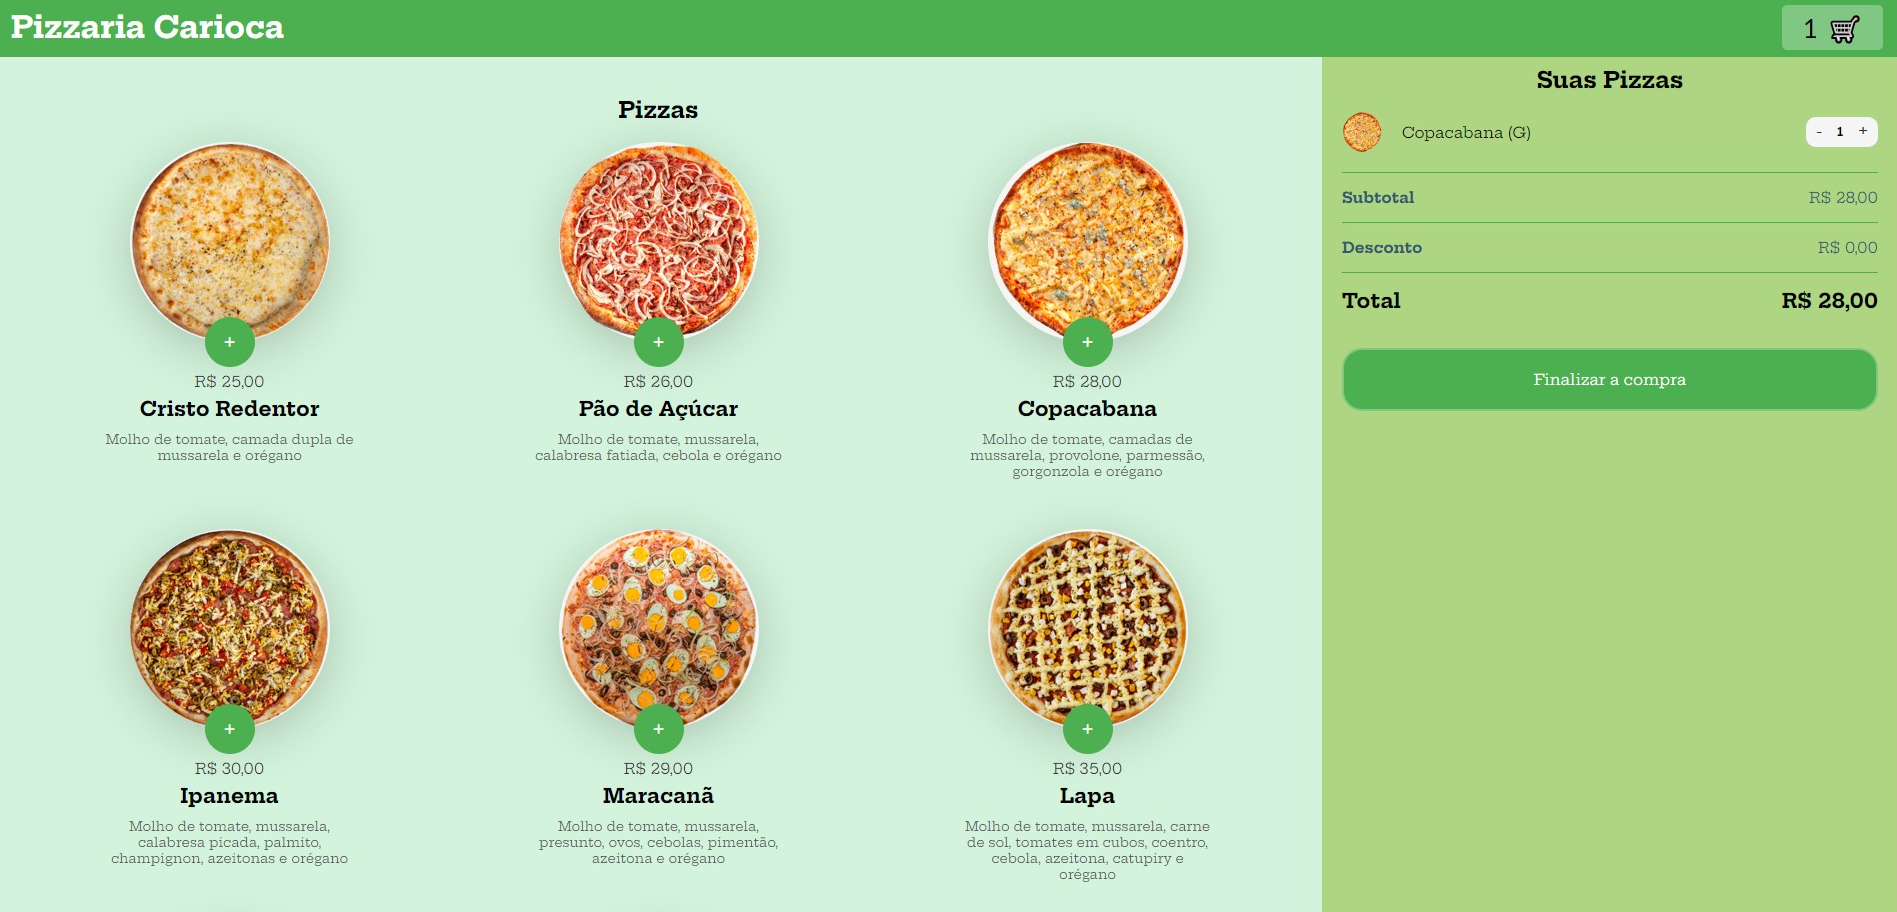 Pizzaria Carioca
1
Pizzas
+
R$ 25,00
Cristo Redentor
Molho de tomate, camada dupla de
mussarela e orégano
+
R$ 26,00
Pão de Açúcar
Molho de tomate, mussarela,
calabresa fatiada, cebola e orégano
+
R$ 28,00
Copacabana
Molho de tomate, camadas de
mussarela, provolone, parmessão,
gorgonzola e orégano
+
R$ 30,00
Ipanema
Molho de tomate, mussarela,
calabresa picada, palmito,
champignon, azeitonas e orégano
+
R$ 29,00
Maracanã
Molho de tomate, mussarela,
presunto, ovos, cebolas, pimentão,
azeitona e orégano
+
R$ 35,00
Lapa
Molho de tomate, mussarela, carne
de sol, tomates em cubos, coentro,
cebola, azeitona, catupiry e
orégano
Suas Pizzas
Copacabana (G) - 1 +
Subtotal R$ 28,00
Desconto R$ 0,00
Total R$ 28,00
Finalizar a compra